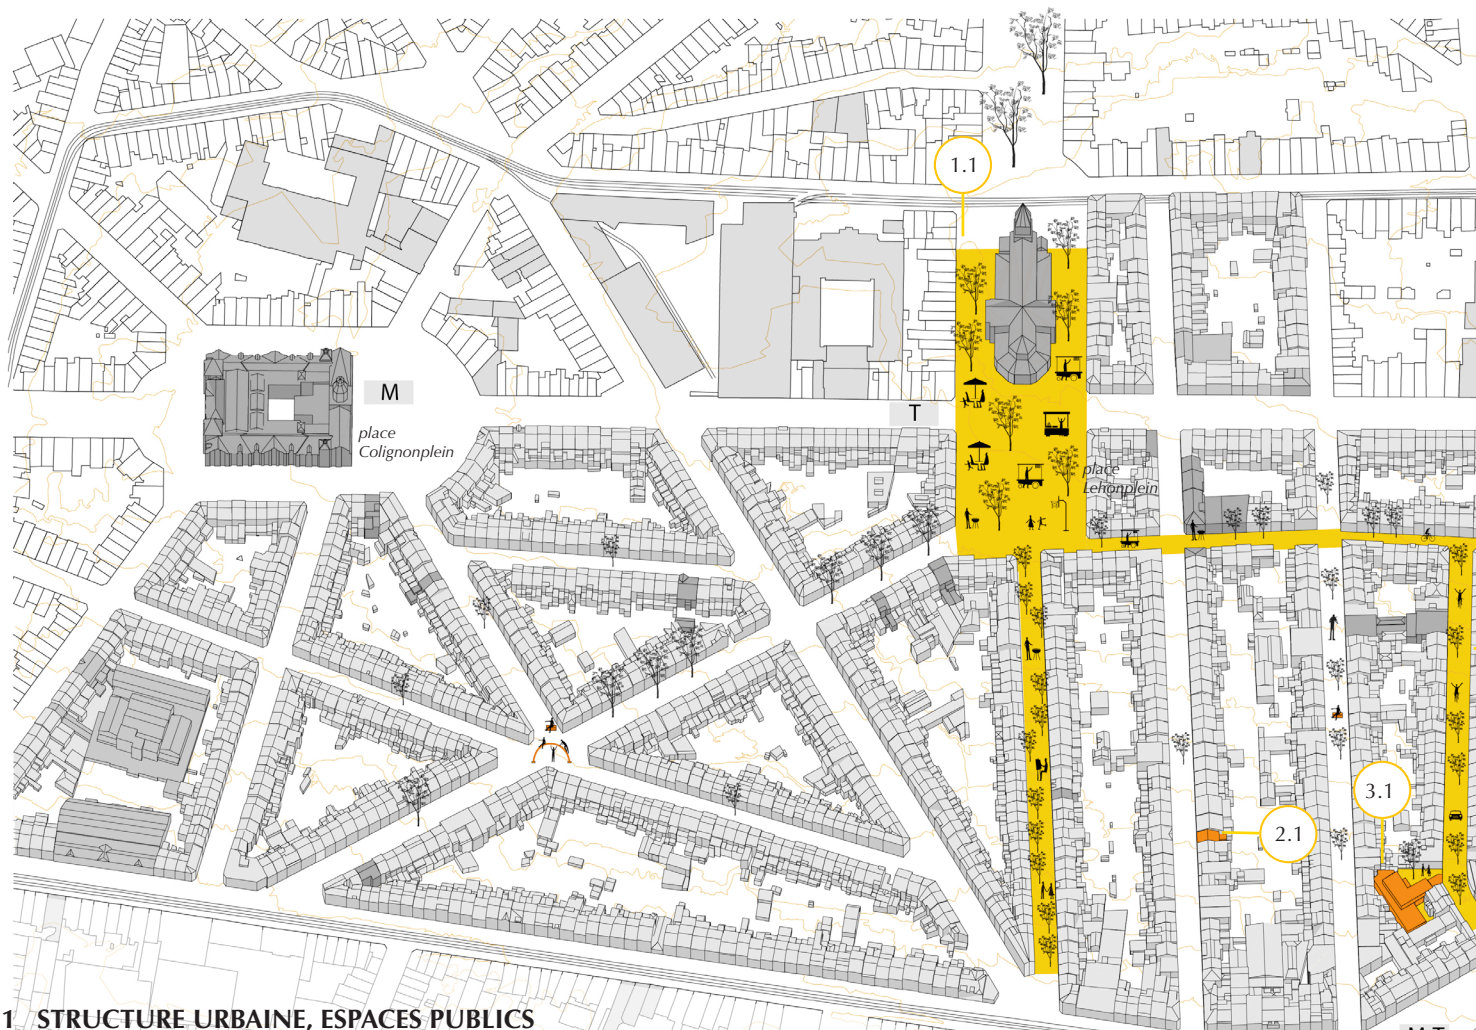 1.1
M
place
Colignonplein
T
place
Lehonplein
3.1
2.1
1 STRUCTURE URBAINE, ESPACES PUBLICS
M T